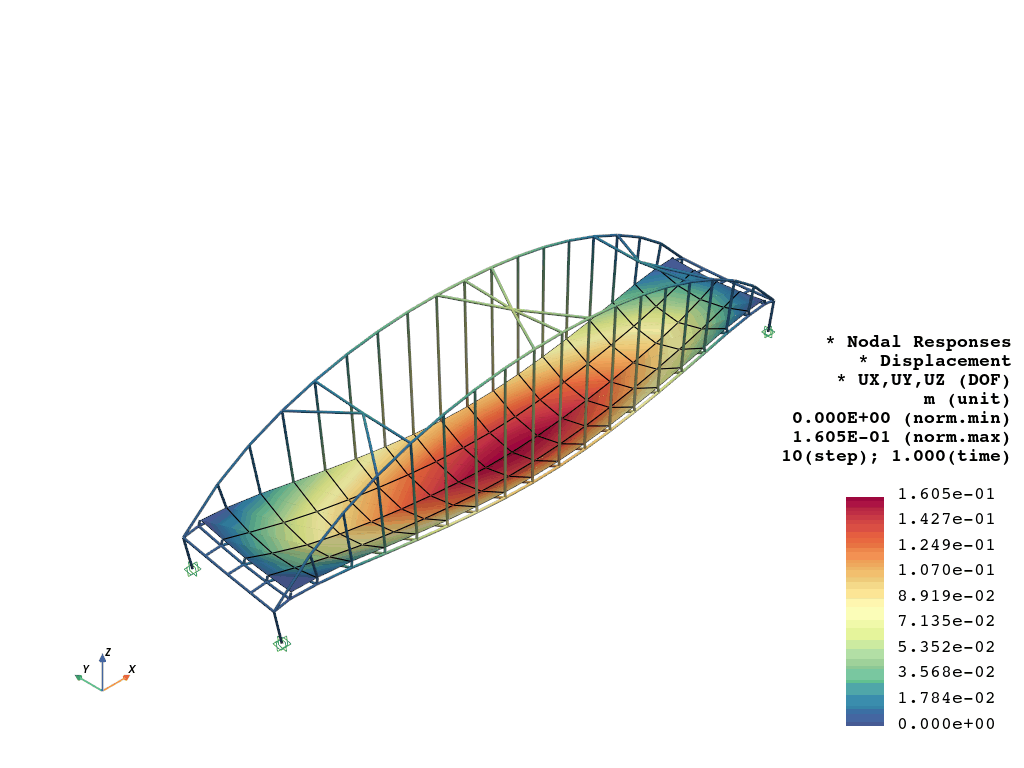 * Nodal Responses
* Displacement
* UX,UY,UZ (DOF)
m (unit)
0.000E+00 (norm.min)
1.605E-01 (norm.max)
10(step); 1.000(time)
1.605e-01
1.427e-01
1.249e-01
1.070e-01
8.919e-02
7.135e-02
5.352e-02
3.568e-02
1.784e-02
0.000e+00
Z
Y
X